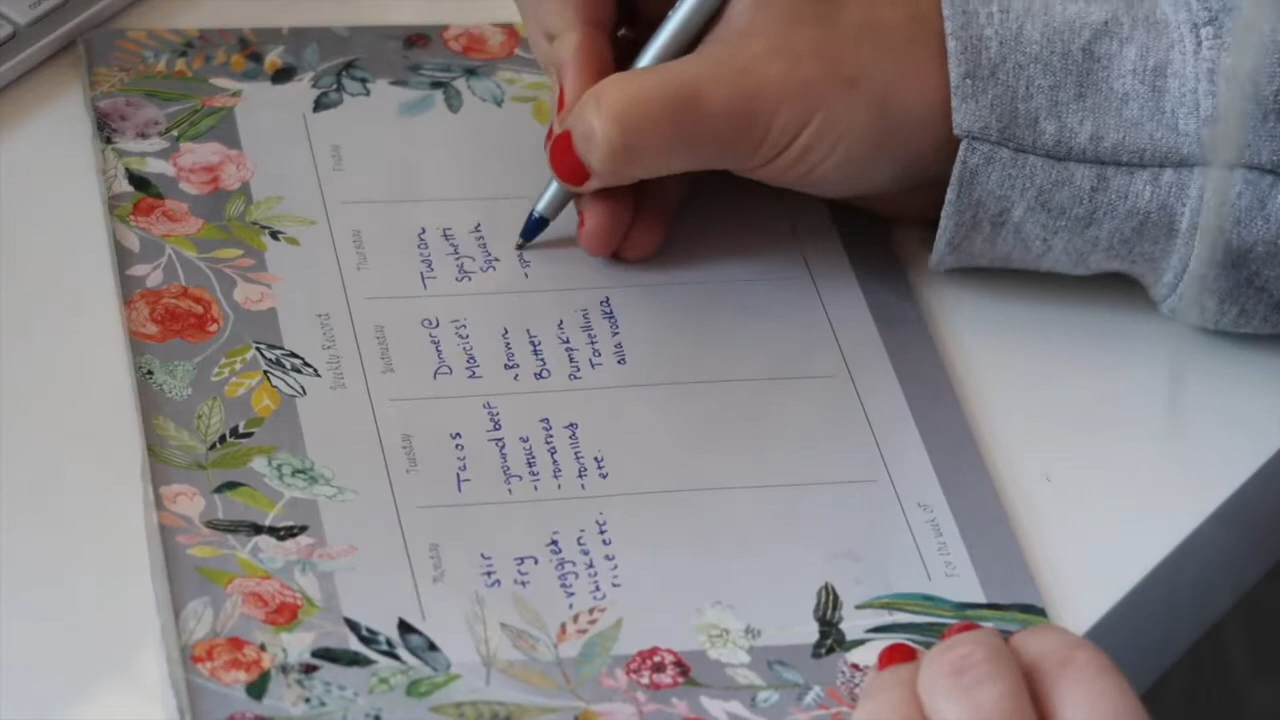 Weekly Record
Monday
Stir
fry
- veggies,
chicken,
rice etc.
Tuesday
Tacos
- ground beef
- lettuce
- tomatoes
- tortillas
etc.
Wednesday
Dinner @
Marcie's!
~ Brown
Butter
Pumpkin
Tortellini
alla vodka
Thursday
Tuscan
Spaghetti
Squash
- spa
Friday
For the week of